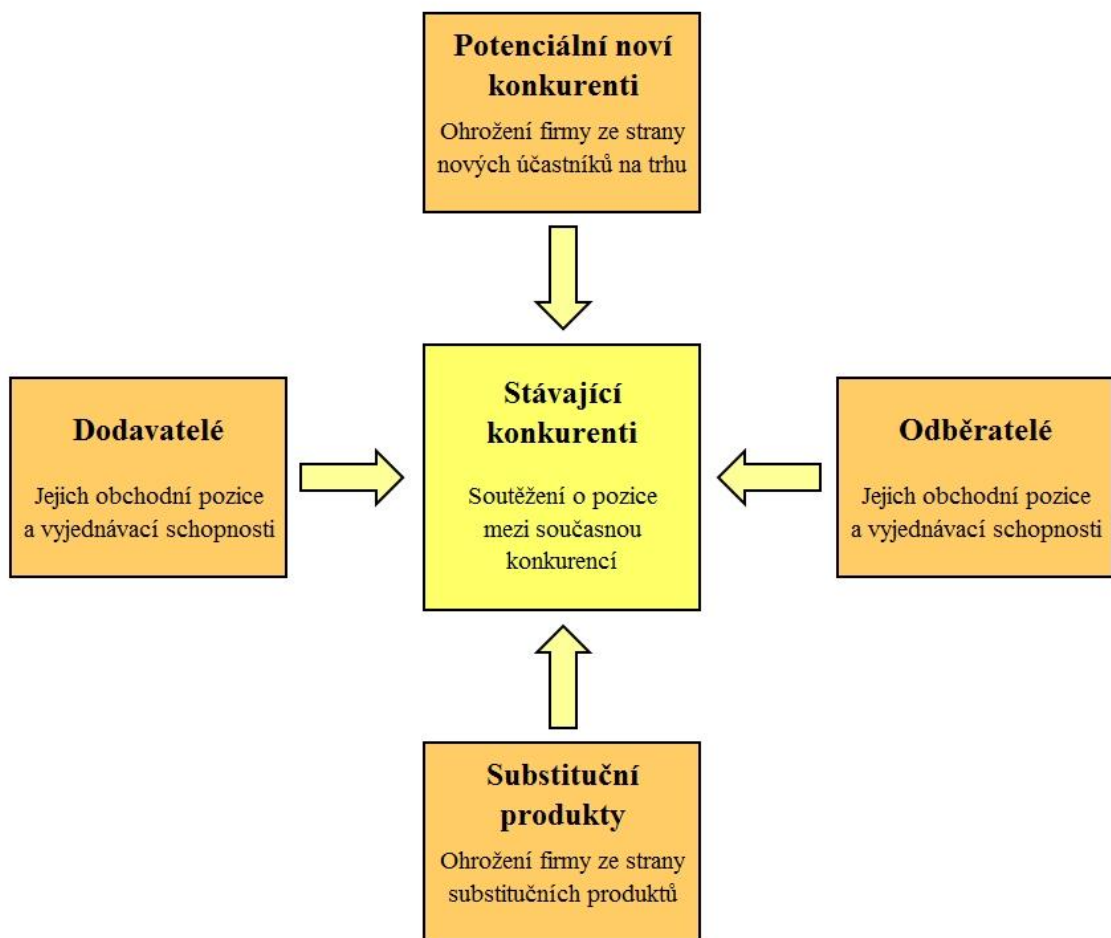 Potenciální noví
konkurenti
Ohrožení firmy ze strany
nových účastníků na trhu
Dodavatelé
Jejich obchodní pozice
a vyjednávací schopnosti
Stávající
konkurenti
Soutěžení o pozice
mezi současnou
konkurencí
Odběratelé
Jejich obchodní pozice
a vyjednávací schopnosti
Substituční
produkty
Ohrožení firmy ze strany
substitučních produktů